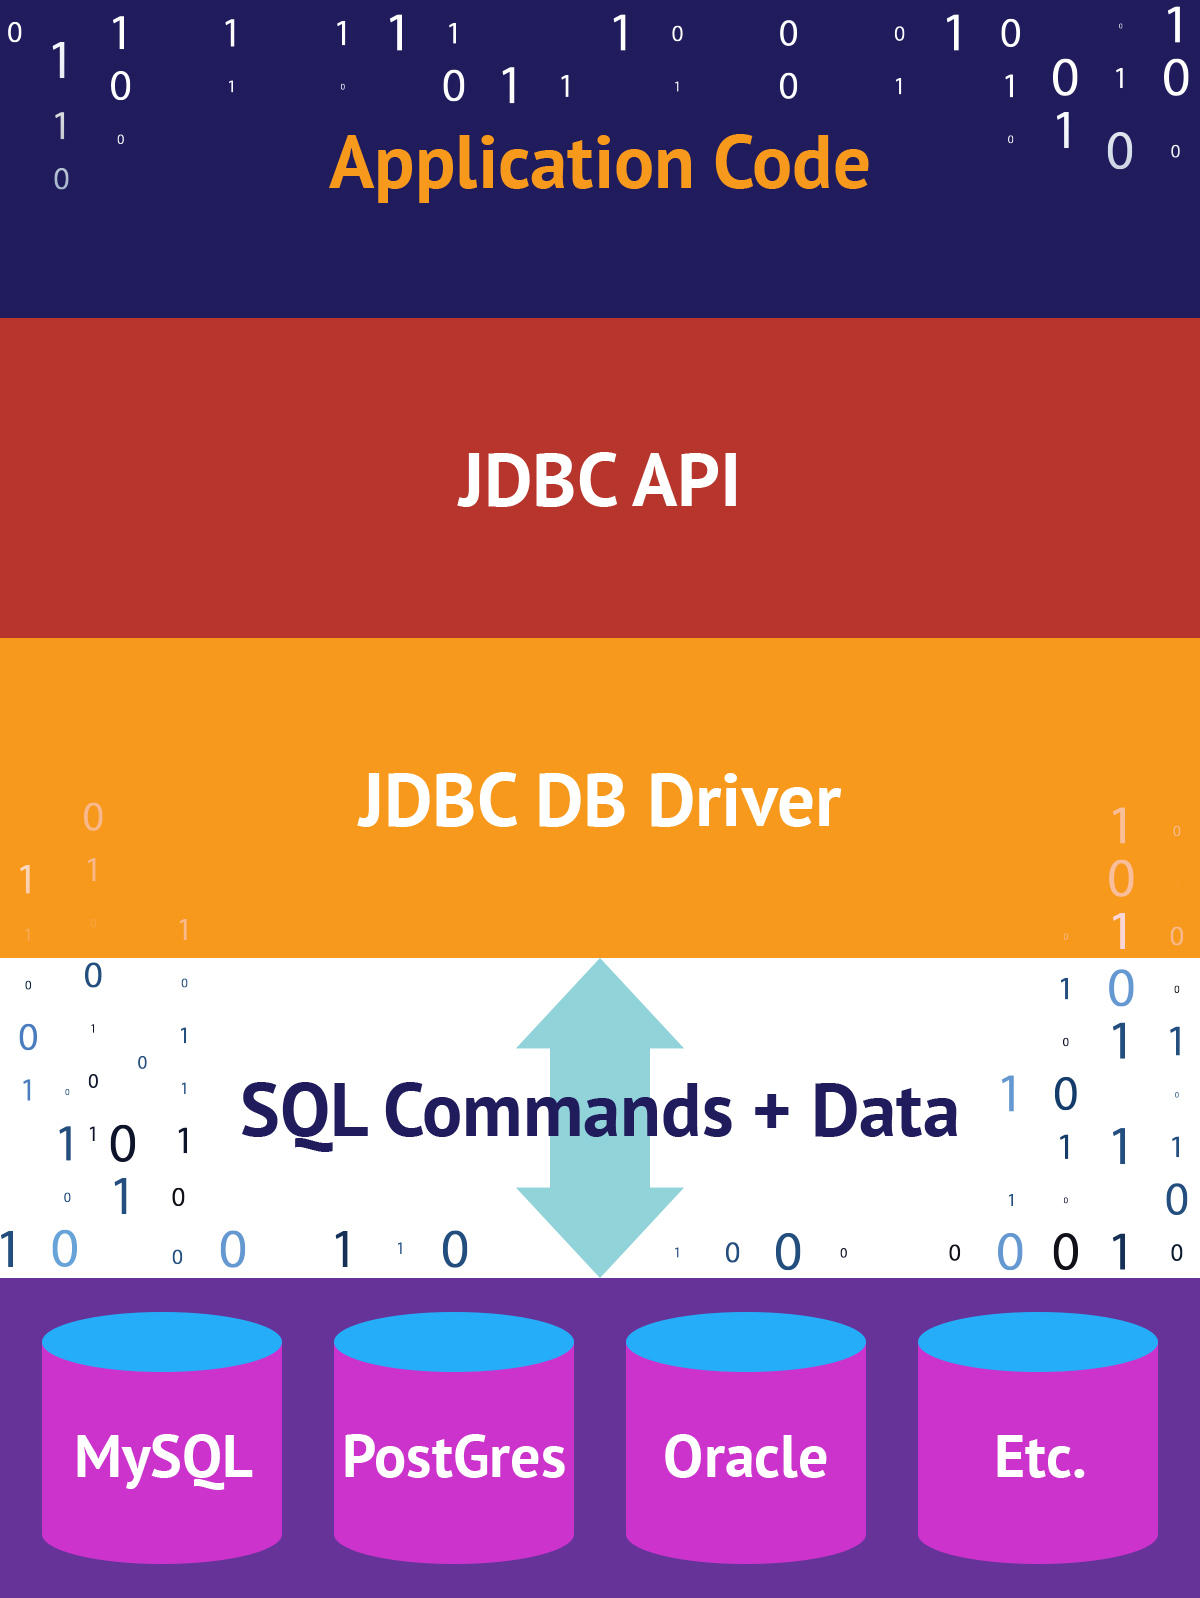 Application Code
JDBC API
JDBC DB Driver
SQL Commands + Data
MySQL
PostGres
Oracle
Etc.